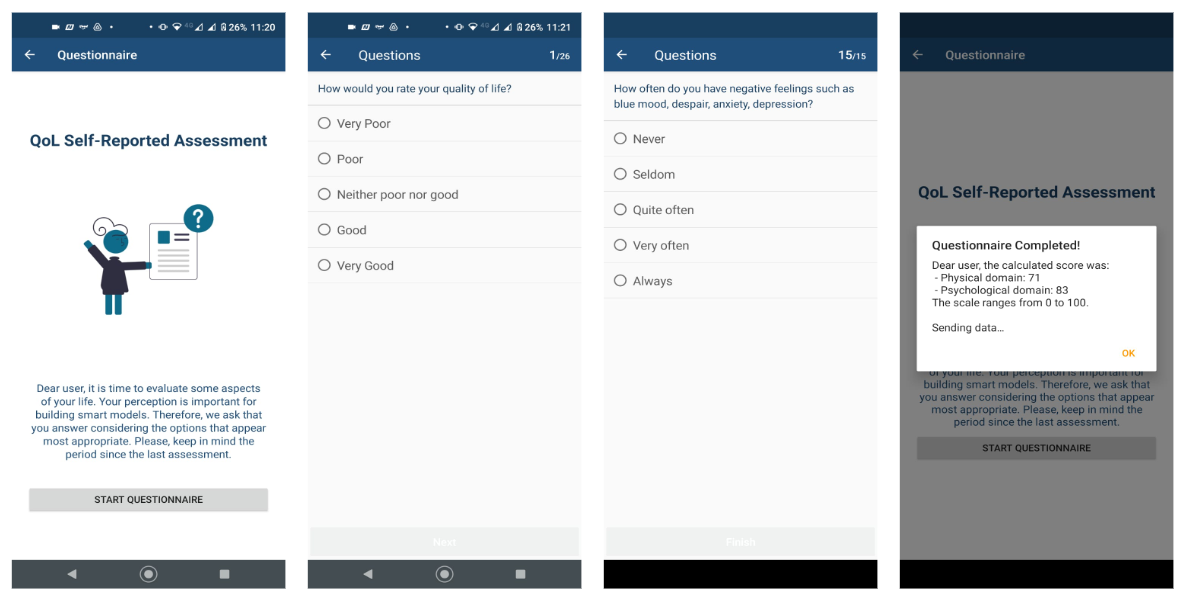 4G 26% 11:20
Questionnaire
QoL Self-Reported Assessment
?
Dear user, it is time to evaluate some aspects
of your life. Your perception is important for
building smart models. Therefore, we ask that
you answer considering the options that appear
most appropriate. Please, keep in mind the
period since the last assessment.
START QUESTIONNAIRE
4G 26% 11:21
Questions 1/26
How would you rate your quality of life?
Very Poor
Poor
Neither poor nor good
Good
Very Good
Next
Questions 15/15
How often do you have negative feelings such as
blue mood, despair, anxiety, depression?
Never
Seldom
Quite often
Very often
Always
Finish
Questionnaire
QoL Self-Reported Assessment
Questionnaire Completed!
Dear user, the calculated score was:
- Physical domain: 71
- Psychological domain: 83
The scale ranges from 0 to 100.
Sending data...
OK
of your life. Your perception is important for
building smart models. Therefore, we ask that
you answer considering the options that appear
most appropriate. Please, keep in mind the
period since the last assessment.
START QUESTIONNAIRE